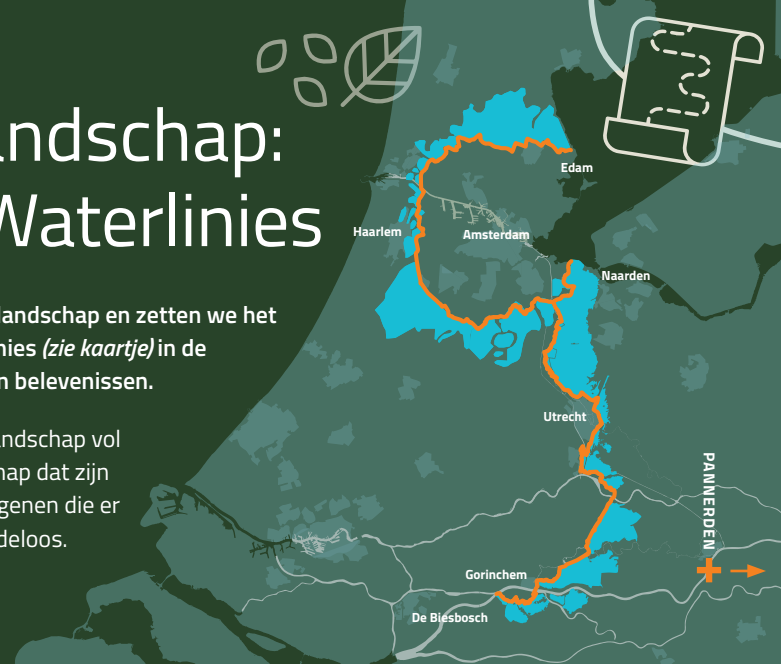 andschap:
Waterlinies
landschap en zetten we het
nies (zie kaartje) in de
n belevenissen.
andschap vol
hap dat zijn
genen die er
deloos.
Edam
Haarlem
Amsterdam
Naarden
Utrecht
PANNERDEN
Gorinchem
De Biesbosch